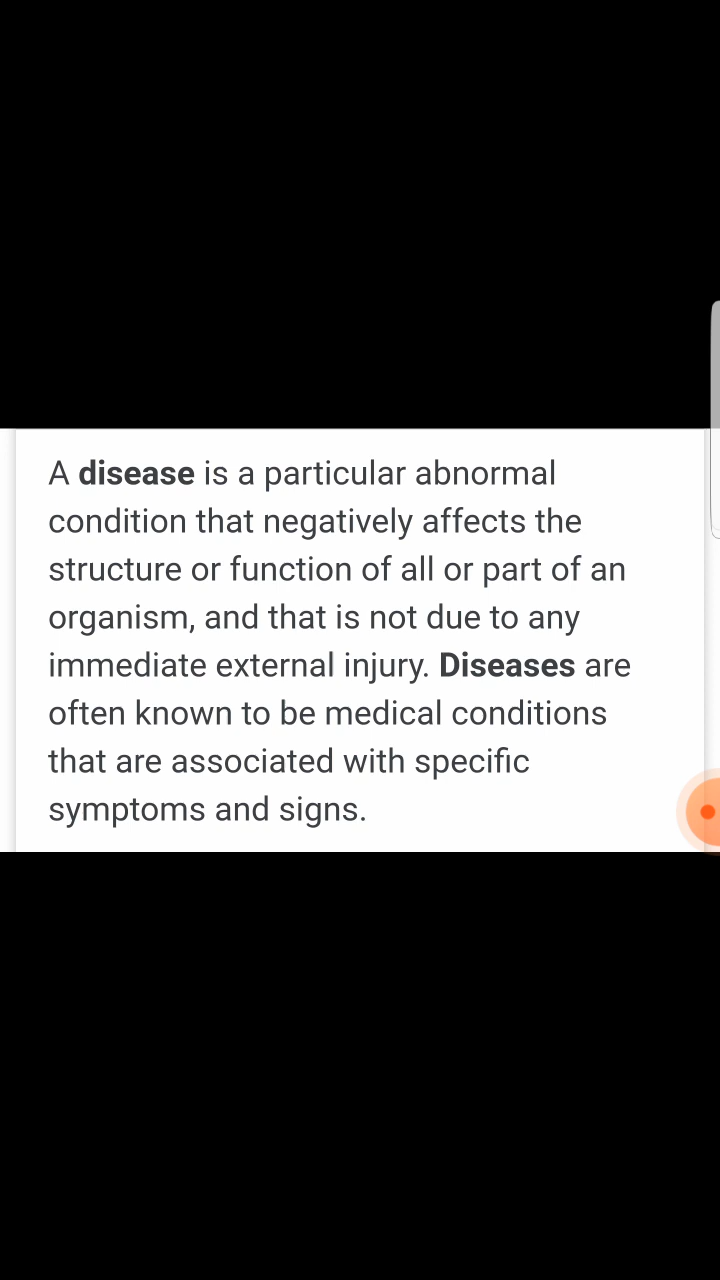 A disease is a particular abnormal
condition that negatively affects the
structure or function of all or part of an
organism, and that is not due to any
immediate external injury. Diseases are
often known to be medical conditions
that are associated with specific
symptoms and signs.